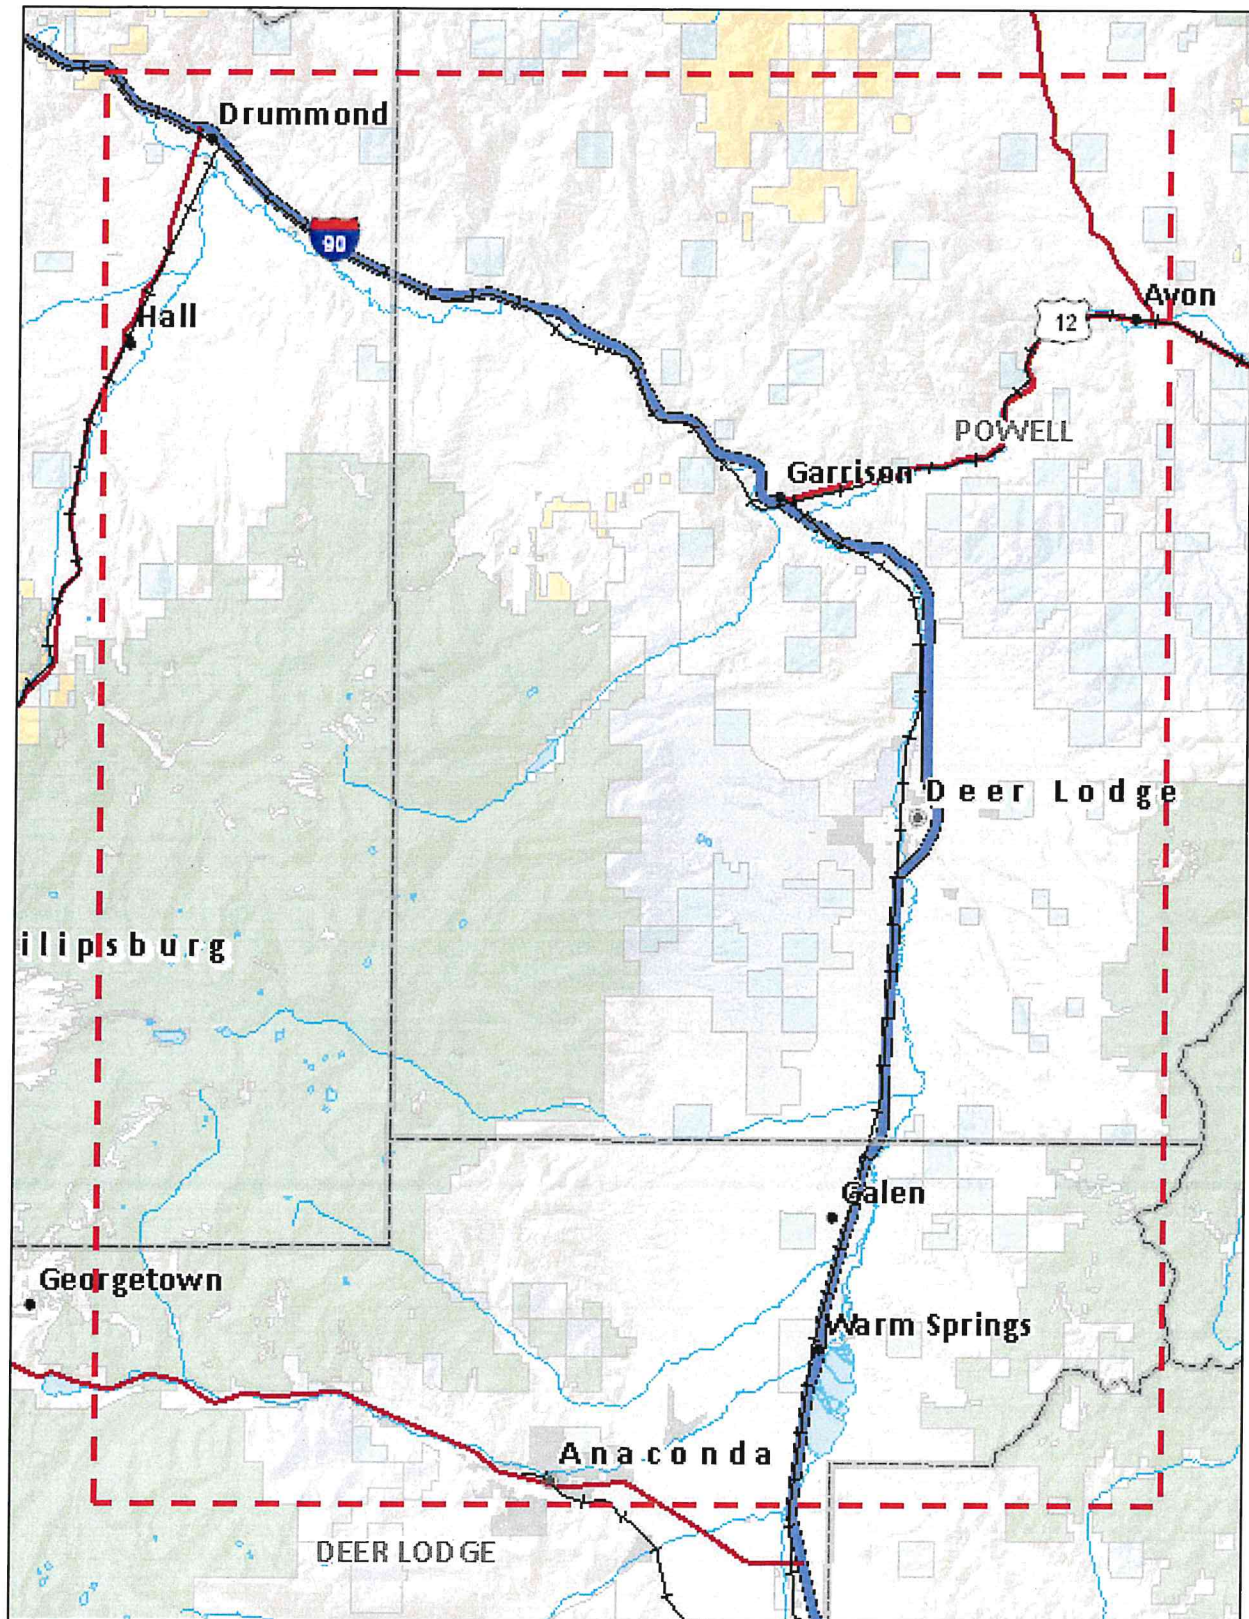 Drummond
90
Avon
Hall
12
POWELL
Garrison
Deer Lodge
ilipsburg
Galen
Georgetown
Warm Springs
Anaconda
DEER LODGE